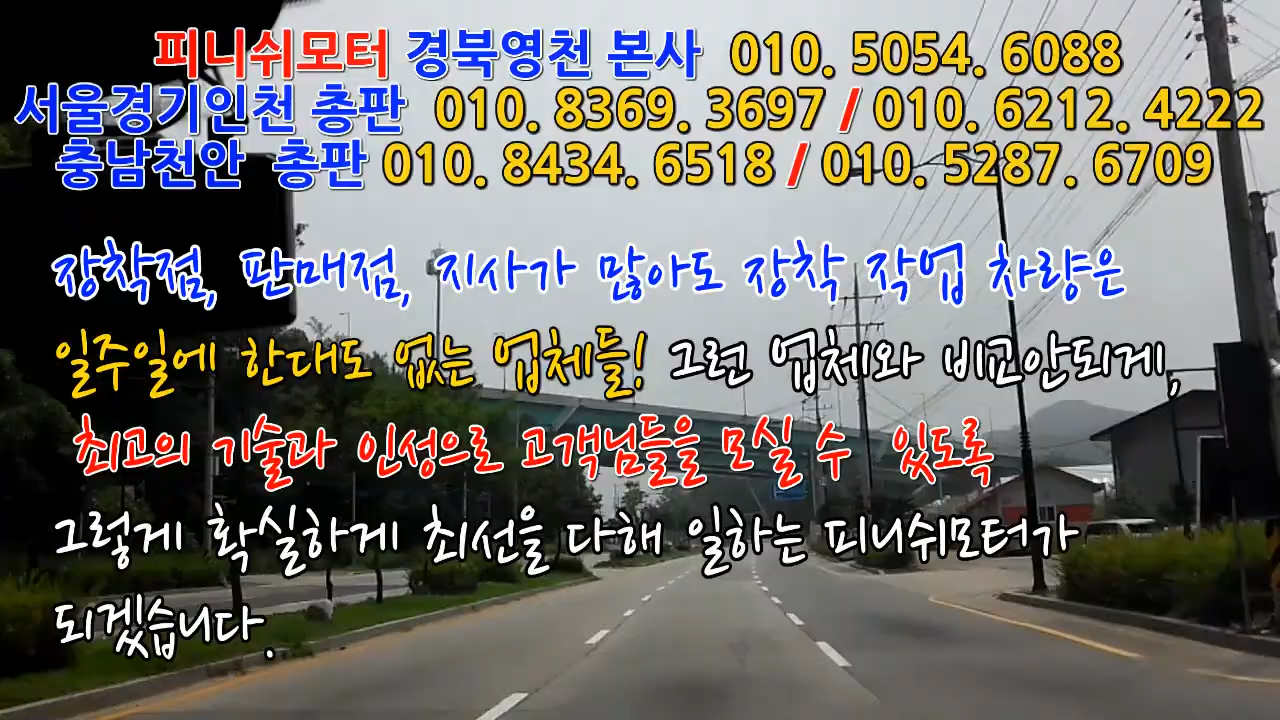 피니쉬모터 경북영천 본사 010. 5054. 6088
서울경기인천 총판 010. 8369. 3697 / 010. 6212. 4222
충남천안 총판 010. 8434. 6518 / 010. 5287. 6709
장착점, 판매점, 지사가 많아도 장착 작업 차량은
일주일에 한대도 없는 업체들! 그런 업체와 비교안되게,
최고의 기술과 인성으로 고객님들을 모실 수 있도록
그렇게 확실하게 최선을 다해 일하는 피니쉬모터가
되겠습니다.